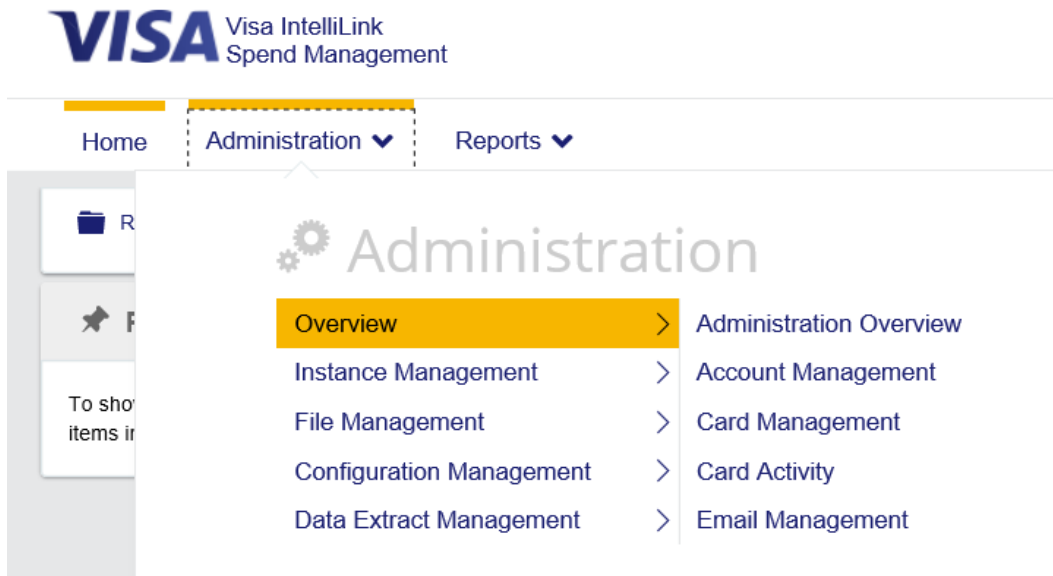 VISA Visa IntelliLink
Spend Management
Home Administration Reports
R
Administration
Overview Administration Overview
Instance Management Account Management
File Management Card Management
Configuration Management Card Activity
Data Extract Management Email Management
To sho
items in